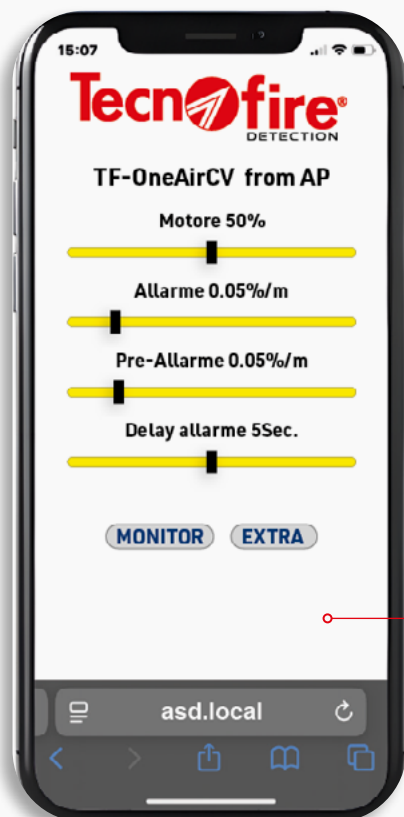 15:07
Tecnofire®
DETECTION
TF-OneAirCV from AP
Motore 50%
Allarme 0.05%/m
Pre-Allarme 0.05%/m
Delay allarme 5Sec.
MONITOR EXTRA
asd.local